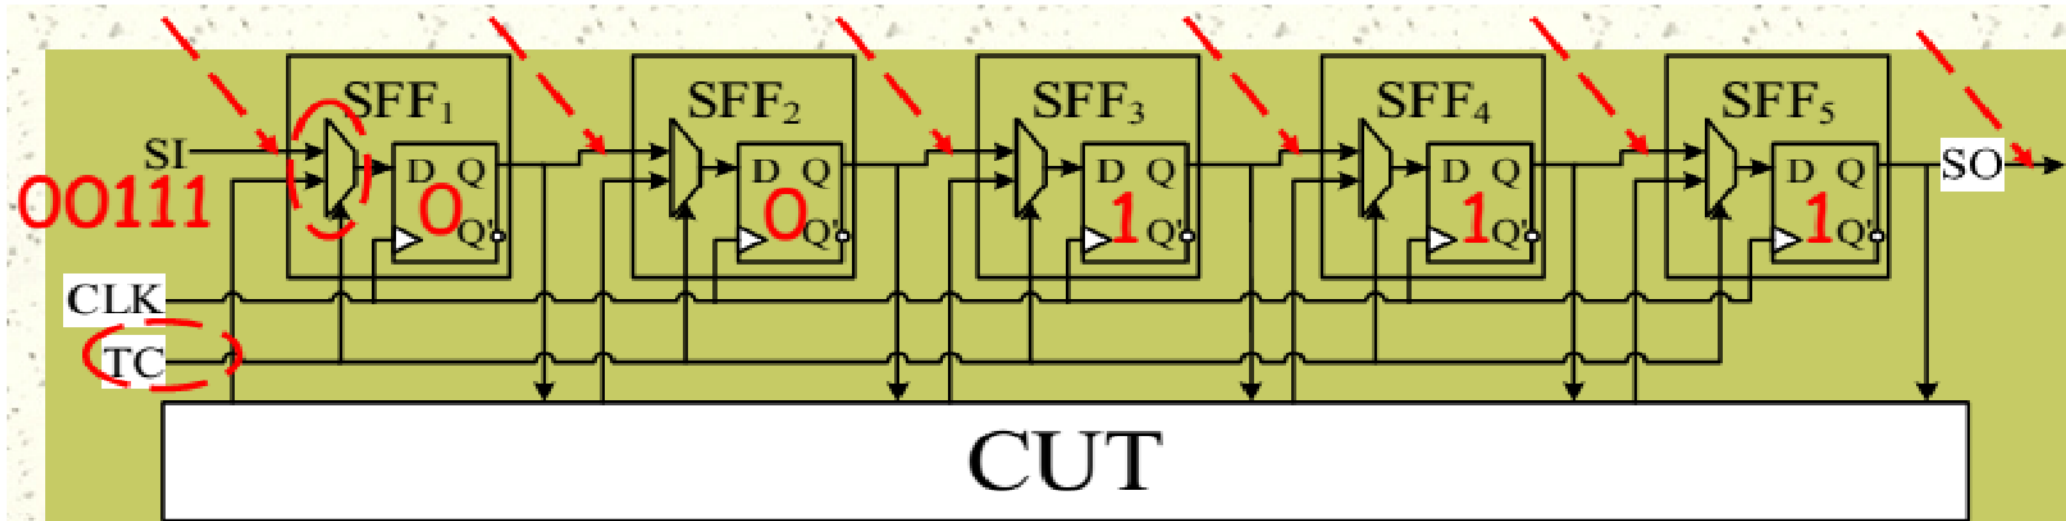 SFF₁ SFF₂ SFF₃ SFF₄ SFF₅
SI D Q D Q D Q D Q D Q SO
00111 0 0 1 1 1
Q' Q' Q' Q' Q'
CLK
TC
CUT